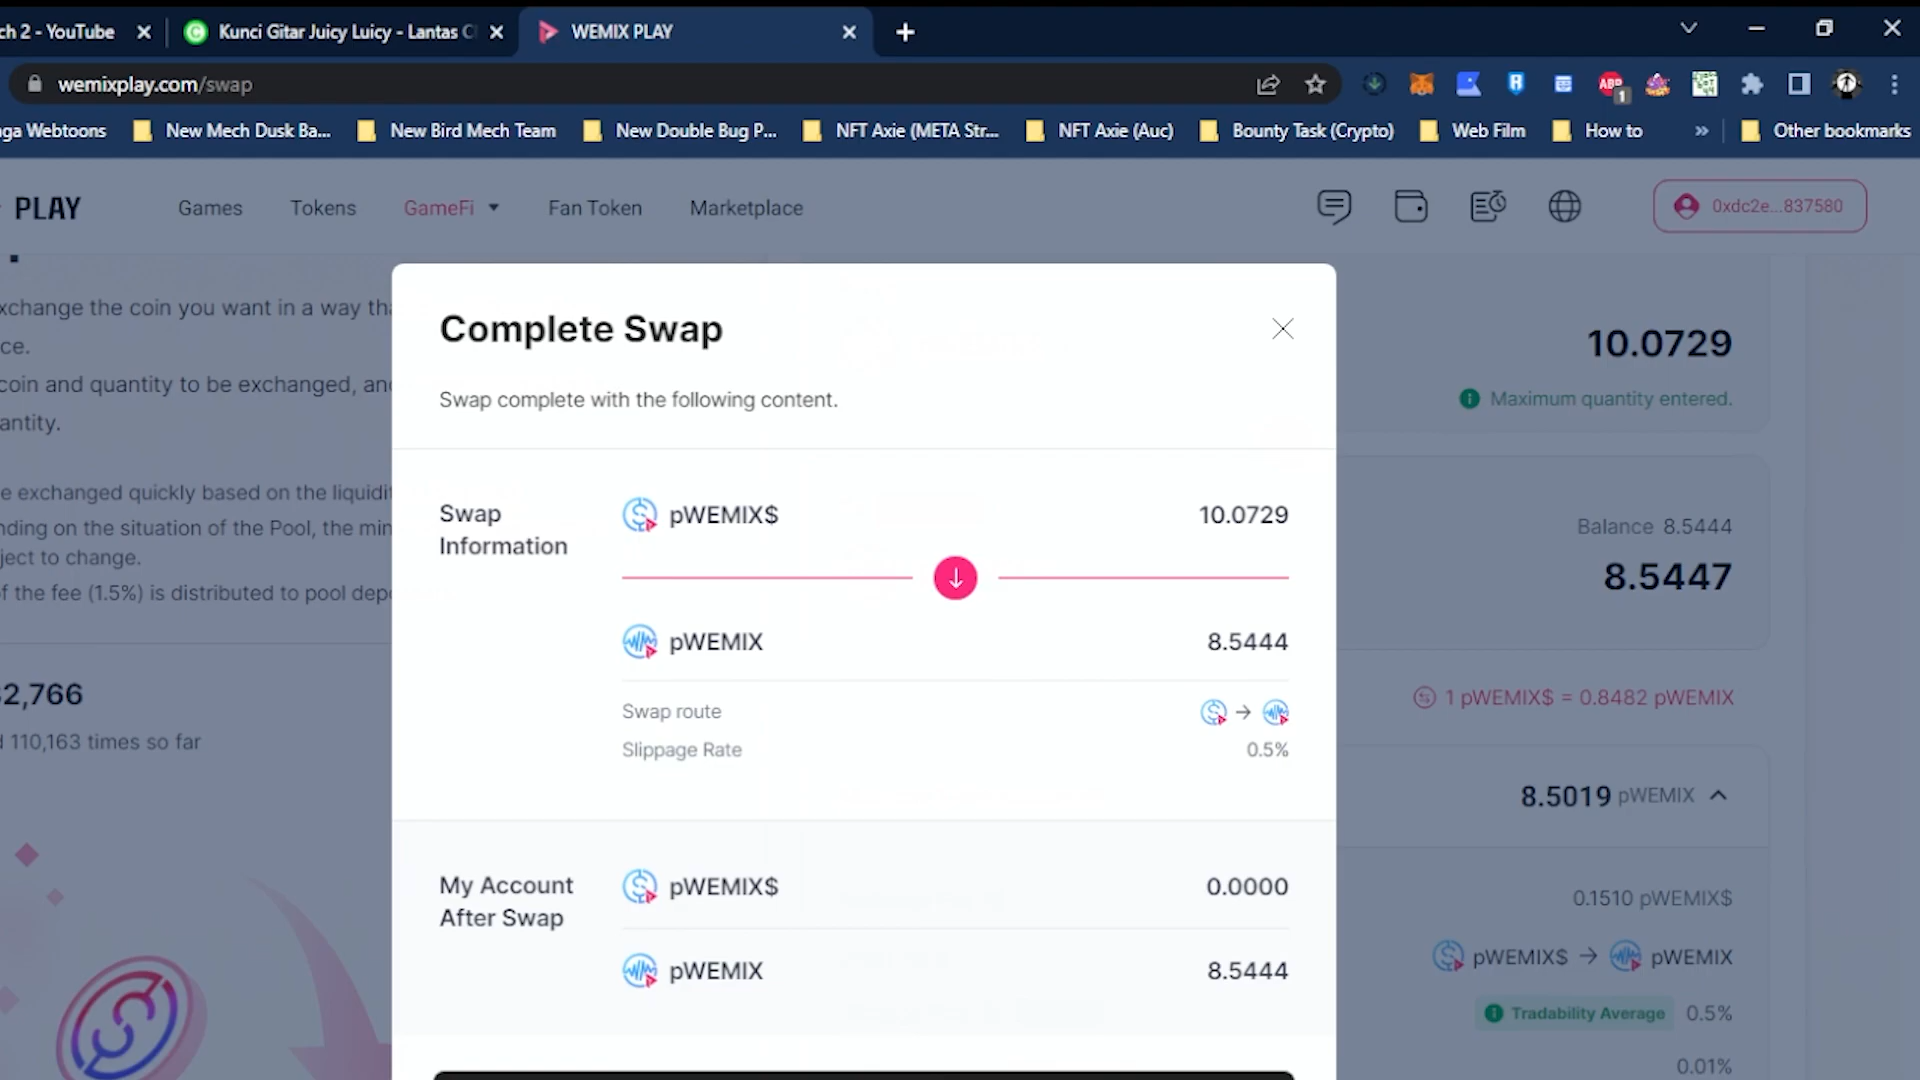 ch 2 - YouTube
Kunci Gitar Juicy Luicy - Lantas C
WEMIX PLAY
wemixplay.com/swap
ABP
1
ga Webtoons
New Mech Dusk Ba...
New Bird Mech Team
New Double Bug P...
NFT Axie (META Str...
NFT Axie (Auc)
Bounty Task (Crypto)
Web Film
How to
»
Other bookmarks
PLAY
Games
Tokens
GameFi
Fan Token
Marketplace
0xdc2e...837580
xchange the coin you want in a way tha
ce.
coin and quantity to be exchanged, an
antity.
e exchanged quickly based on the liquidit
nding on the situation of the Pool, the min
ject to change.
f the fee (1.5%) is distributed to pool depo
2,766
110,163 times so far
Complete Swap
Swap complete with the following content.
Swap
Information
pWEMIX$
10.0729
pWEMIX
8.5444
Swap route
Slippage Rate
0.5%
My Account
After Swap
pWEMIX$
0.0000
pWEMIX
8.5444
10.0729
Maximum quantity entered.
Balance 8.5444
8.5447
1 pWEMIX$ = 0.8482 pWEMIX
8.5019 pWEMIX
0.1510 pWEMIX$
pWEMIX$ → pWEMIX
Tradability Average 0.5%
0.01%